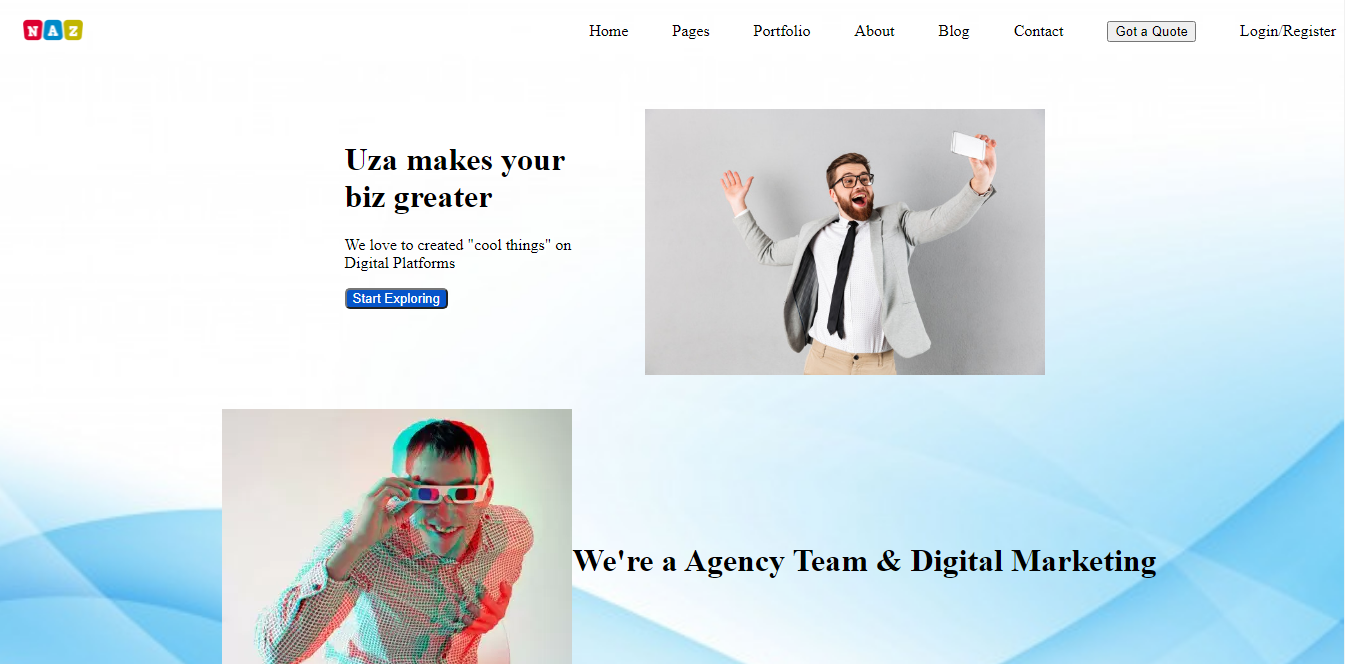 NAZ
Home Pages Portfolio About Blog Contact Got a Quote Login/Register
Uza makes your
biz greater
We love to created "cool things" on
Digital Platforms
Start Exploring
We're a Agency Team & Digital Marketing